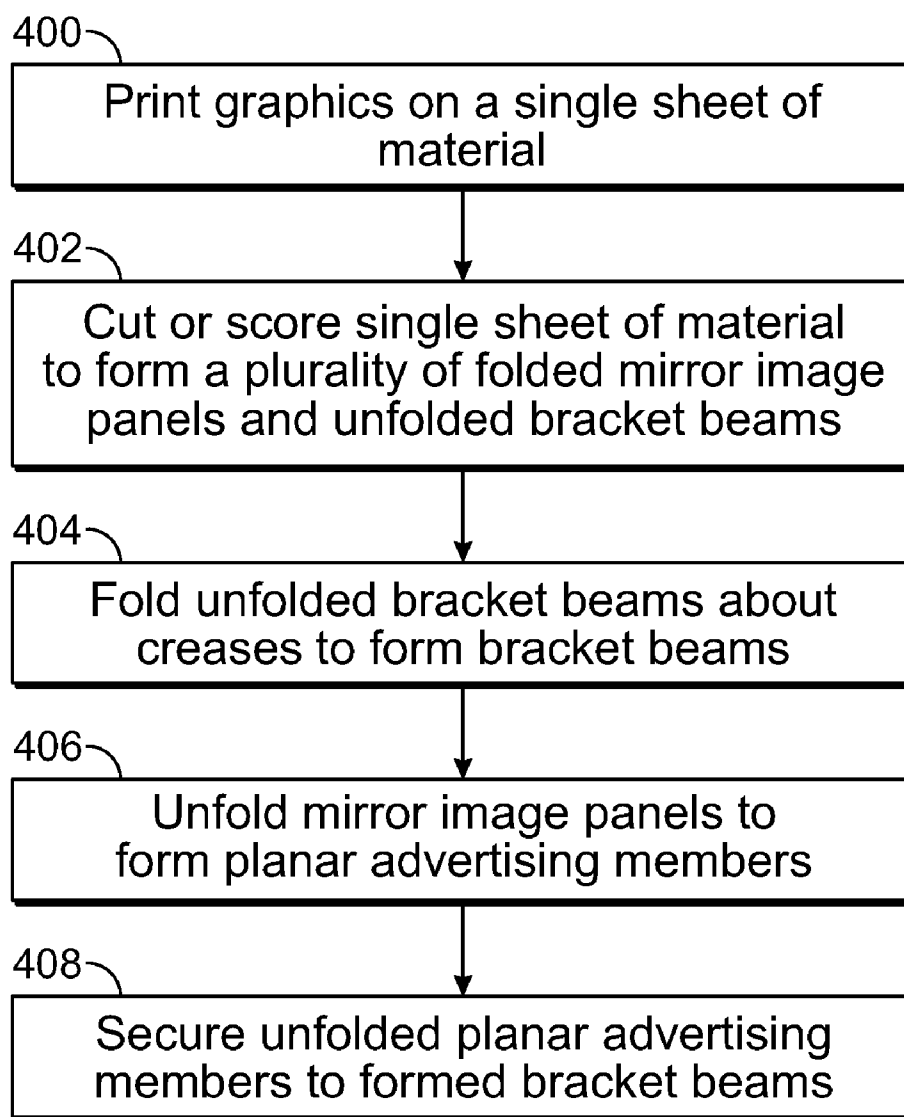 400
Print graphics on a single sheet of
material
402
Cut or score single sheet of material
to form a plurality of folded mirror image
panels and unfolded bracket beams
404
Fold unfolded bracket beams about
creases to form bracket beams
406
Unfold mirror image panels to
form planar advertising members
408
Secure unfolded planar advertising
members to formed bracket beams